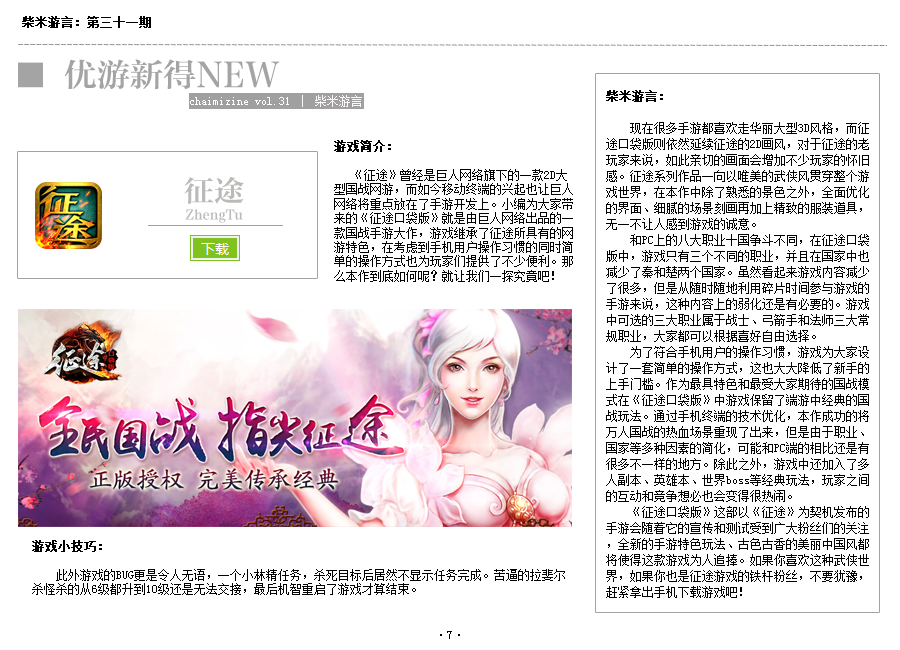 柴米游言：第三十一期
优游新得NEW
chaimizine vol.31 | 柴米游言
征途
征途
ZhengTu
下载
游戏简介：
《征途》曾经是巨人网络旗下的一款2D大
型国战网游，而如今移动终端的兴起也让巨人
网络将重点放在了手游开发上。小编为大家带
来的《征途口袋版》就是由巨人网络出品的一
款国战手游大作，游戏继承了征途所具有的网
游特色，在考虑到手机用户操作习惯的同时简
单的操作方式也为玩家们提供了不少便利。那
么本作到底如何呢？就让我们一探究竟吧！
征途
全民国战 指尖征途
正版授权 完美传承经典
游戏小技巧：
此外游戏的BUG更是令人无语，一个小林精任务，杀死目标后居然不显示任务完成。苦逼的拉斐尔
杀怪杀的从6级都升到10级还是无法交接，最后机智重启了游戏才算结束。
柴米游言：
现在很多手游都喜欢走华丽大型3D风格，而征
途口袋版则依然延续征途的2D画风，对于征途的老
玩家来说，如此亲切的画面会增加不少玩家的怀旧
感。征途系列作品一向以唯美的武侠风贯穿整个游
戏世界，在本作中除了熟悉的景色之外，全面优化
的界面、细腻的场景刻画再加上精致的服装道具，
无一不让人感到游戏的诚意。
和PC上的八大职业十国争斗不同，在征途口袋
版中，游戏只有三个不同的职业，并且在国家中也
减少了秦和楚两个国家。虽然看起来游戏内容减少
了很多，但是从随时随地利用碎片时间参与游戏的
手游来说，这种内容上的弱化还是有必要的。游戏
中可选的三大职业属于战士、弓箭手和法师三大常
规职业，大家都可以根据喜好自由选择。
为了符合手机用户的操作习惯，游戏为大家设
计了一套简单的操作方式，这也大大降低了新手的
上手门槛。作为最具特色和最受大家期待的国战模
式在《征途口袋版》中游戏保留了端游中经典的国
战玩法。通过手机终端的技术优化，本作成功的将
万人国战的热血场景重现了出来，但是由于职业、
国家等多种因素的简化，可能和PC端的相比还是有
很多不一样的地方。除此之外，游戏中还加入了多
人副本、英雄本、世界boss等经典玩法，玩家之间
的互动和竞争想必也会变得很热闹。
《征途口袋版》这部以《征途》为契机发布的
手游会随着它的宣传和测试受到广大粉丝们的关注
，全新的手游特色玩法、古色古香的美丽中国风都
将使得这款游戏为人追捧。如果你喜欢这种武侠世
界，如果你也是征途游戏的铁杆粉丝，不要犹豫，
赶紧拿出手机下载游戏吧！
·7·